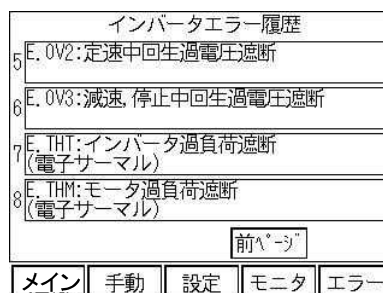 インバータエラー履歴
5 E.OV2:定速中回生過電圧遮断
6 E.OV3:減速,停止中回生過電圧遮断
7 E.THT:インバータ過負荷遮断
(電子サーマル)
8 E.THM:モータ過負荷遮断
(電子サーマル)
前ﾍﾟｰｼﾞ
メイン 手動 設定 モニタ エラー